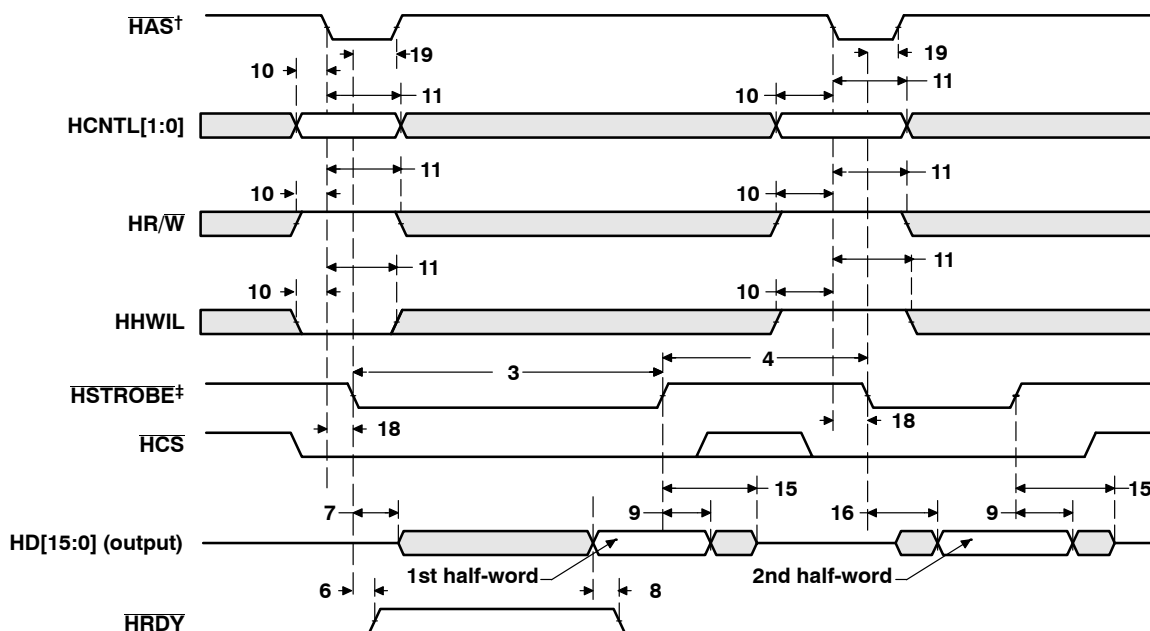 HAS†
19 19
10 11 10 11
HCNTL[1:0]
11 11
10 10
HR/W
11 11
10 10
HHWIL
4
3
HSTROBE‡
18 18
HCS
15 15
7 9 16 9
HD[15:0] (output)
1st half-word 2nd half-word
6 8
HRDY